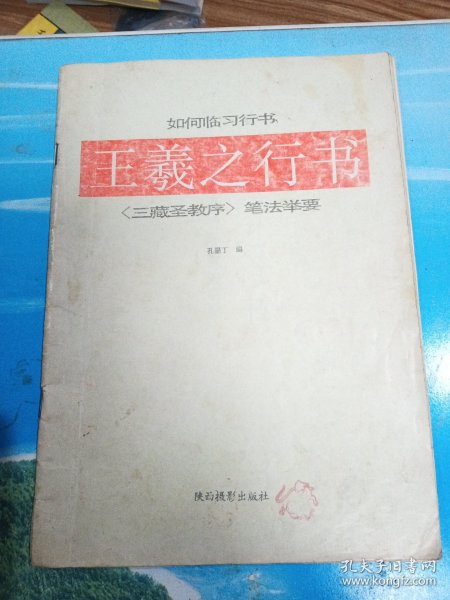 如何临习行书
王羲之行书
〈三藏圣教序〉笔法举要
孔墨丁 编
陕西摄影出版社
孔夫子旧书网
www.kongfz.com